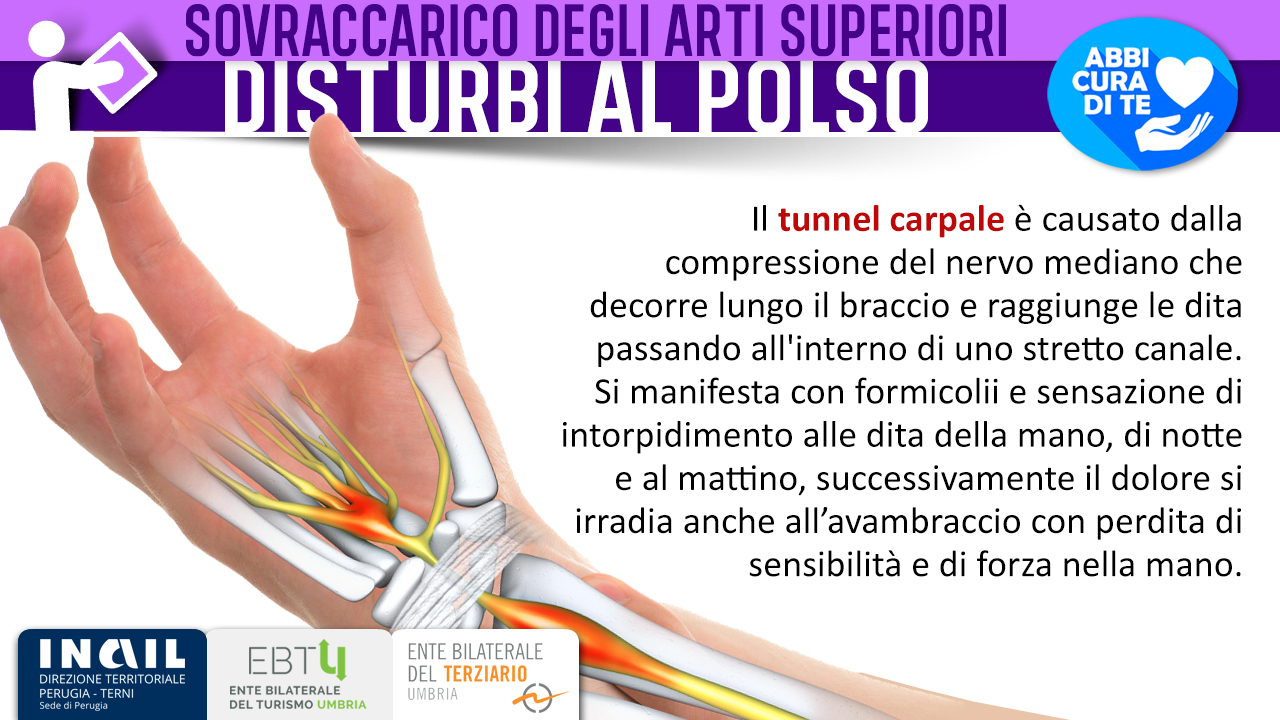 SOVRACCARICO DEGLI ARTI SUPERIORI
DISTURBI AL POLSO
ABBI
CURA
DI TE
Il tunnel carpale è causato dalla
compressione del nervo mediano che
decorre lungo il braccio e raggiunge le dita
passando all'interno di uno stretto canale.
Si manifesta con formicolii e sensazione di
intorpidimento alle dita della mano, di notte
e al mattino, successivamente il dolore si
irradia anche all’avambraccio con perdita di
sensibilità e di forza nella mano.
INAIL
DIREZIONE TERRITORIALE
PERUGIA - TERNI
Sede di Perugia
EBTU
ENTE BILATERALE
DEL TURISMO UMBRIA
ENTE BILATERALE
DEL TERZIARIO
UMBRIA